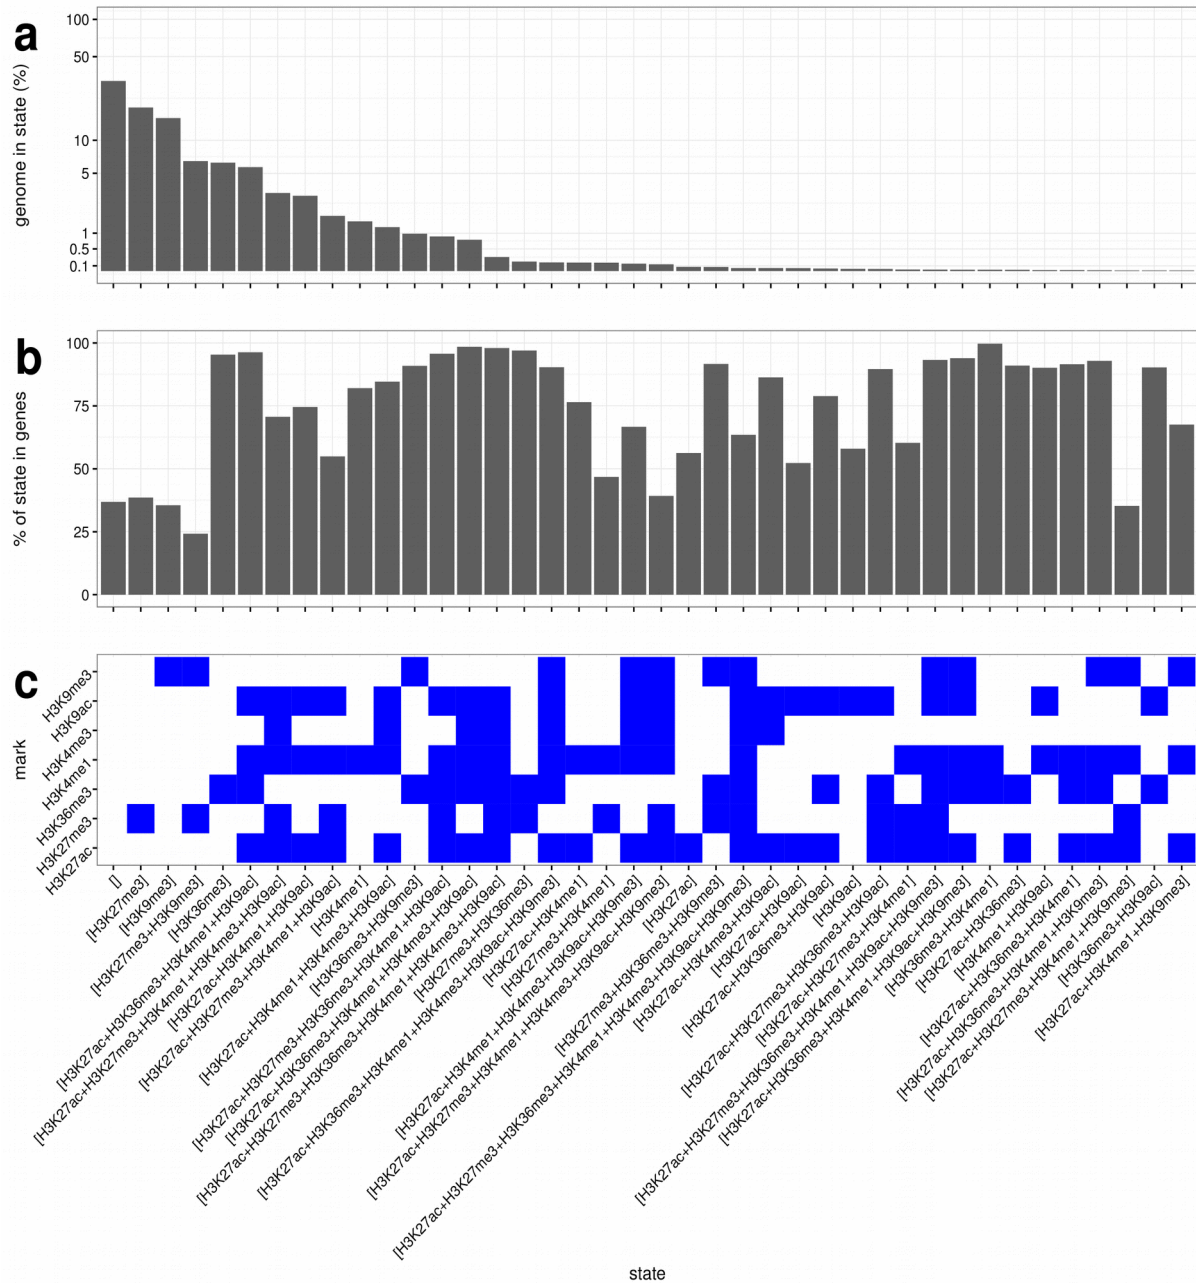 a
genome in state (%)
100
50
10
5
1
0.5
0.1
b
% of state in genes
100
75
50
25
0
c
mark
H3K9me3
H3K9ac
H3K4me3
H3K4me1
H3K36me3
H3K27me3
H3K27ac
[]
[H3K27me3]
[H3K9me3]
[H3K27me3+H3K9me3]
[H3K36me3]
[H3K27ac+H3K36me3+H3K4me1+H3K9ac]
[H3K27ac+H3K27me3+H3K4me1+H3K4me3+H3K9ac]
[H3K27ac+H3K4me1+H3K9ac]
[H3K27ac+H3K27me3+H3K4me1+H3K9ac]
[H3K4me1]
[H3K27ac+H3K4me1+H3K4me3+H3K9ac]
[H3K36me3+H3K9me3]
[H3K27ac+H3K27me3+H3K36me3+H3K4me1+H3K9ac]
[H3K27ac+H3K36me3+H3K4me1+H3K4me3+H3K9ac]
[H3K27ac+H3K27me3+H3K36me3+H3K4me1+H3K4me3+H3K9ac]
[H3K27me3+H3K36me3]
[H3K27ac+H3K36me3+H3K4me1+H3K4me3+H3K9ac+H3K9me3]
[H3K27ac+H3K4me1]
[H3K27me3+H3K4me1]
[H3K27ac+H3K4me1+H3K4me3+H3K9ac+H3K9me3]
[H3K27ac+H3K27me3+H3K4me1+H3K4me3+H3K9ac+H3K9me3]
[H3K27ac]
[H3K27me3+H3K36me3+H3K9me3]
[H3K27ac+H3K27me3+H3K36me3+H3K4me1+H3K4me3+H3K9ac+H3K9me3]
[H3K27ac+H3K4me3+H3K9ac]
[H3K27ac+H3K9ac]
[H3K27ac+H3K36me3+H3K9ac]
[H3K9ac]
[H3K27ac+H3K27me3+H3K36me3+H3K9ac]
[H3K27ac+H3K27me3+H3K4me1]
[H3K27ac+H3K27me3+H3K36me3+H3K4me1+H3K9ac+H3K9me3]
[H3K27ac+H3K36me3+H3K4me1+H3K9ac+H3K9me3]
[H3K36me3+H3K4me1]
[H3K27ac+H3K36me3]
[H3K4me1+H3K9ac]
[H3K27ac+H3K36me3+H3K4me1]
[H3K27ac+H3K36me3+H3K4me1+H3K9me3]
[H3K27ac+H3K27me3+H3K4me1+H3K9me3]
[H3K36me3+H3K9ac]
[H3K27ac+H3K4me1+H3K9me3]
state